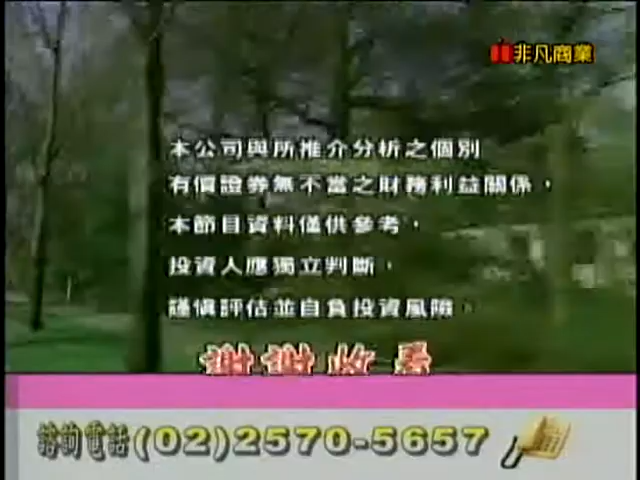 非凡商業
本公司與所推介分析之個別
有價證券無不當之財務利益關係，
本節目資料僅供參考，
投資人應獨立判斷，
謹慎評估並自負投資風險。
謝謝收看
諮詢電話(02)2570-5657